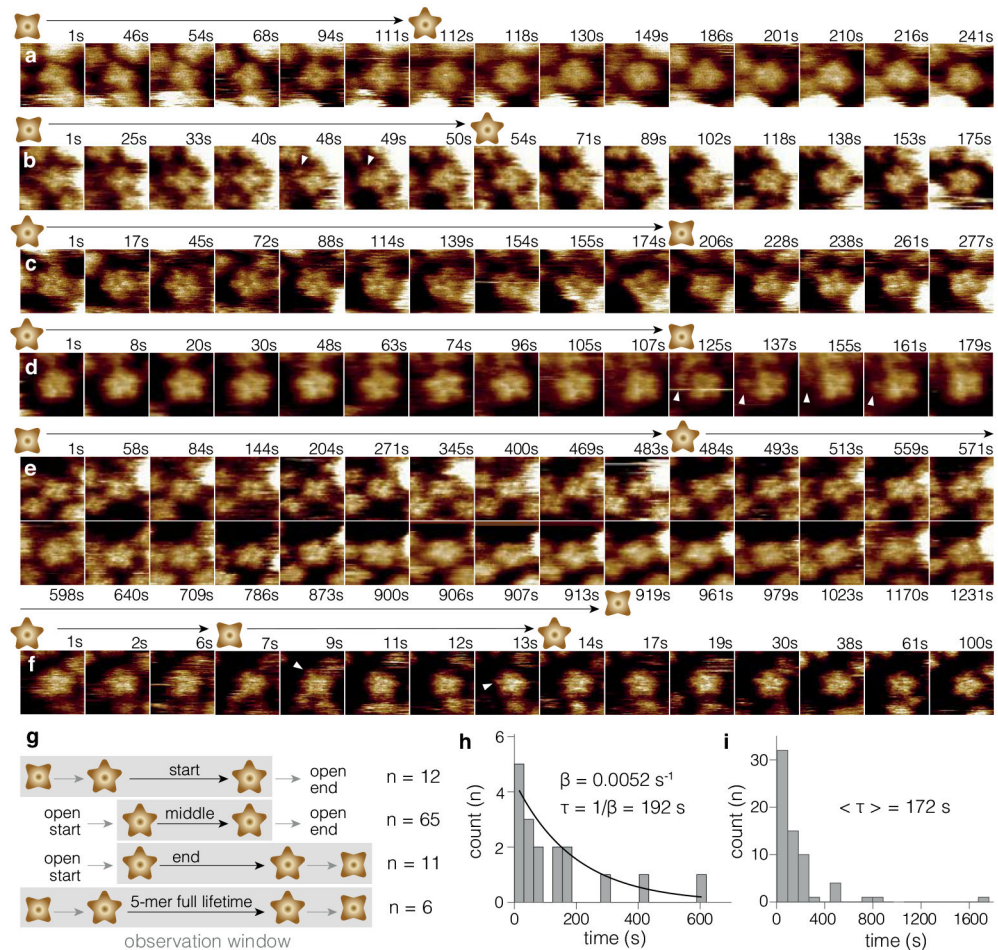 1s 46s 54s 68s 94s 111s 112s 118s 130s 149s 186s 201s 210s 216s 241s
a
1s 25s 33s 40s 48s 49s 50s 54s 71s 89s 102s 118s 138s 153s 175s
b
1s 17s 45s 72s 88s 114s 139s 154s 155s 174s 206s 228s 238s 261s 277s
c
1s 8s 20s 30s 48s 63s 74s 96s 105s 107s 125s 137s 155s 161s 179s
d
1s 58s 84s 144s 204s 271s 345s 400s 469s 483s 484s 493s 513s 559s 571s
e
598s 640s 709s 786s 873s 900s 906s 907s 913s 919s 961s 979s 1023s 1170s 1231s
1s 2s 6s 7s 9s 11s 12s 13s 14s 17s 19s 30s 38s 61s 100s
f
g
start open end n = 12
open start middle open end n = 65
open start end n = 11
5-mer full lifetime n = 6
observation window
h
6
4
2
0
count (n)
β = 0.0052 s⁻¹
τ = 1/β = 192 s
0 200 400 600
time (s)
i
30
20
10
0
count (n)
< τ > = 172 s
0 400 800 1200 1600
time (s)